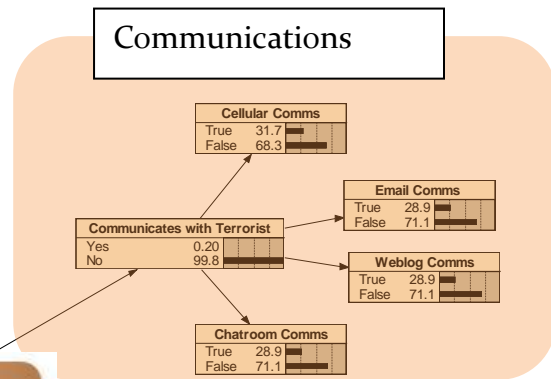 Communications
Cellular Comms
True 31.7
False 68.3
Email Comms
True 28.9
False 71.1
Communicates with Terrorist
Yes 0.20
No 99.8
Weblog Comms
True 28.9
False 71.1
Chatroom Comms
True 28.9
False 71.1